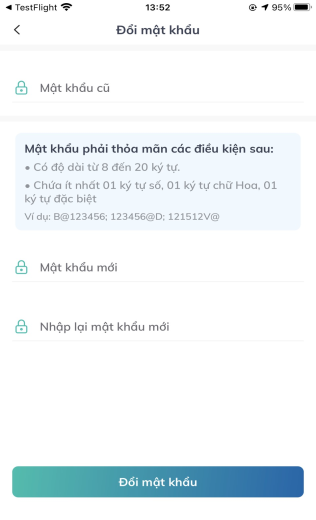 ◀ TestFlight 13:52 95%
Đổi mật khẩu
Mật khẩu cũ
Mật khẩu phải thỏa mãn các điều kiện sau:
• Có độ dài từ 8 đến 20 ký tự.
• Chứa ít nhất 01 ký tự số, 01 ký tự chữ Hoa, 01
ký tự đặc biệt
Ví dụ: B@123456; 123456@D; 121512V@
Mật khẩu mới
Nhập lại mật khẩu mới
Đổi mật khẩu